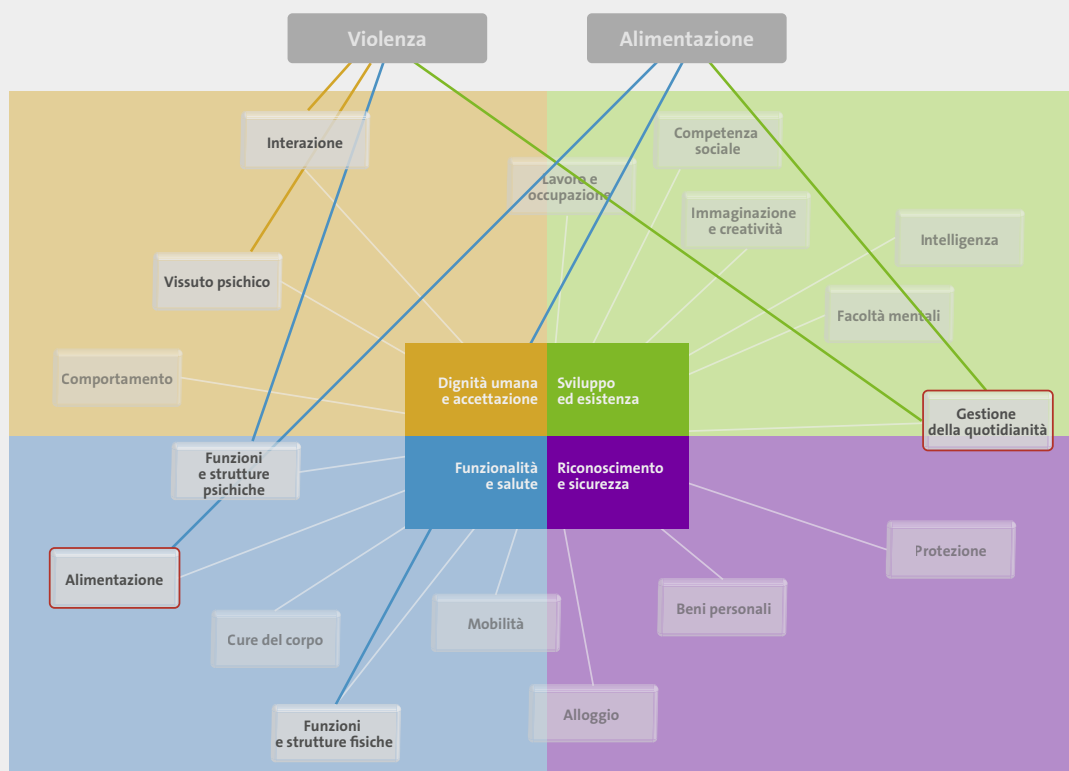 Violenza
Alimentazione
Interazione
Competenza
sociale
Lavoro e
occupazione
Immaginazione
e creatività
Intelligenza
Vissuto psichico
Facoltà mentali
Comportamento
Dignità umana
e accettazione
Sviluppo
ed esistenza
Gestione
della quotidianità
Funzioni
e strutture
psichiche
Funzionalità
e salute
Riconoscimento
e sicurezza
Protezione
Alimentazione
Beni personali
Mobilità
Cure del corpo
Alloggio
Funzioni
e strutture fisiche